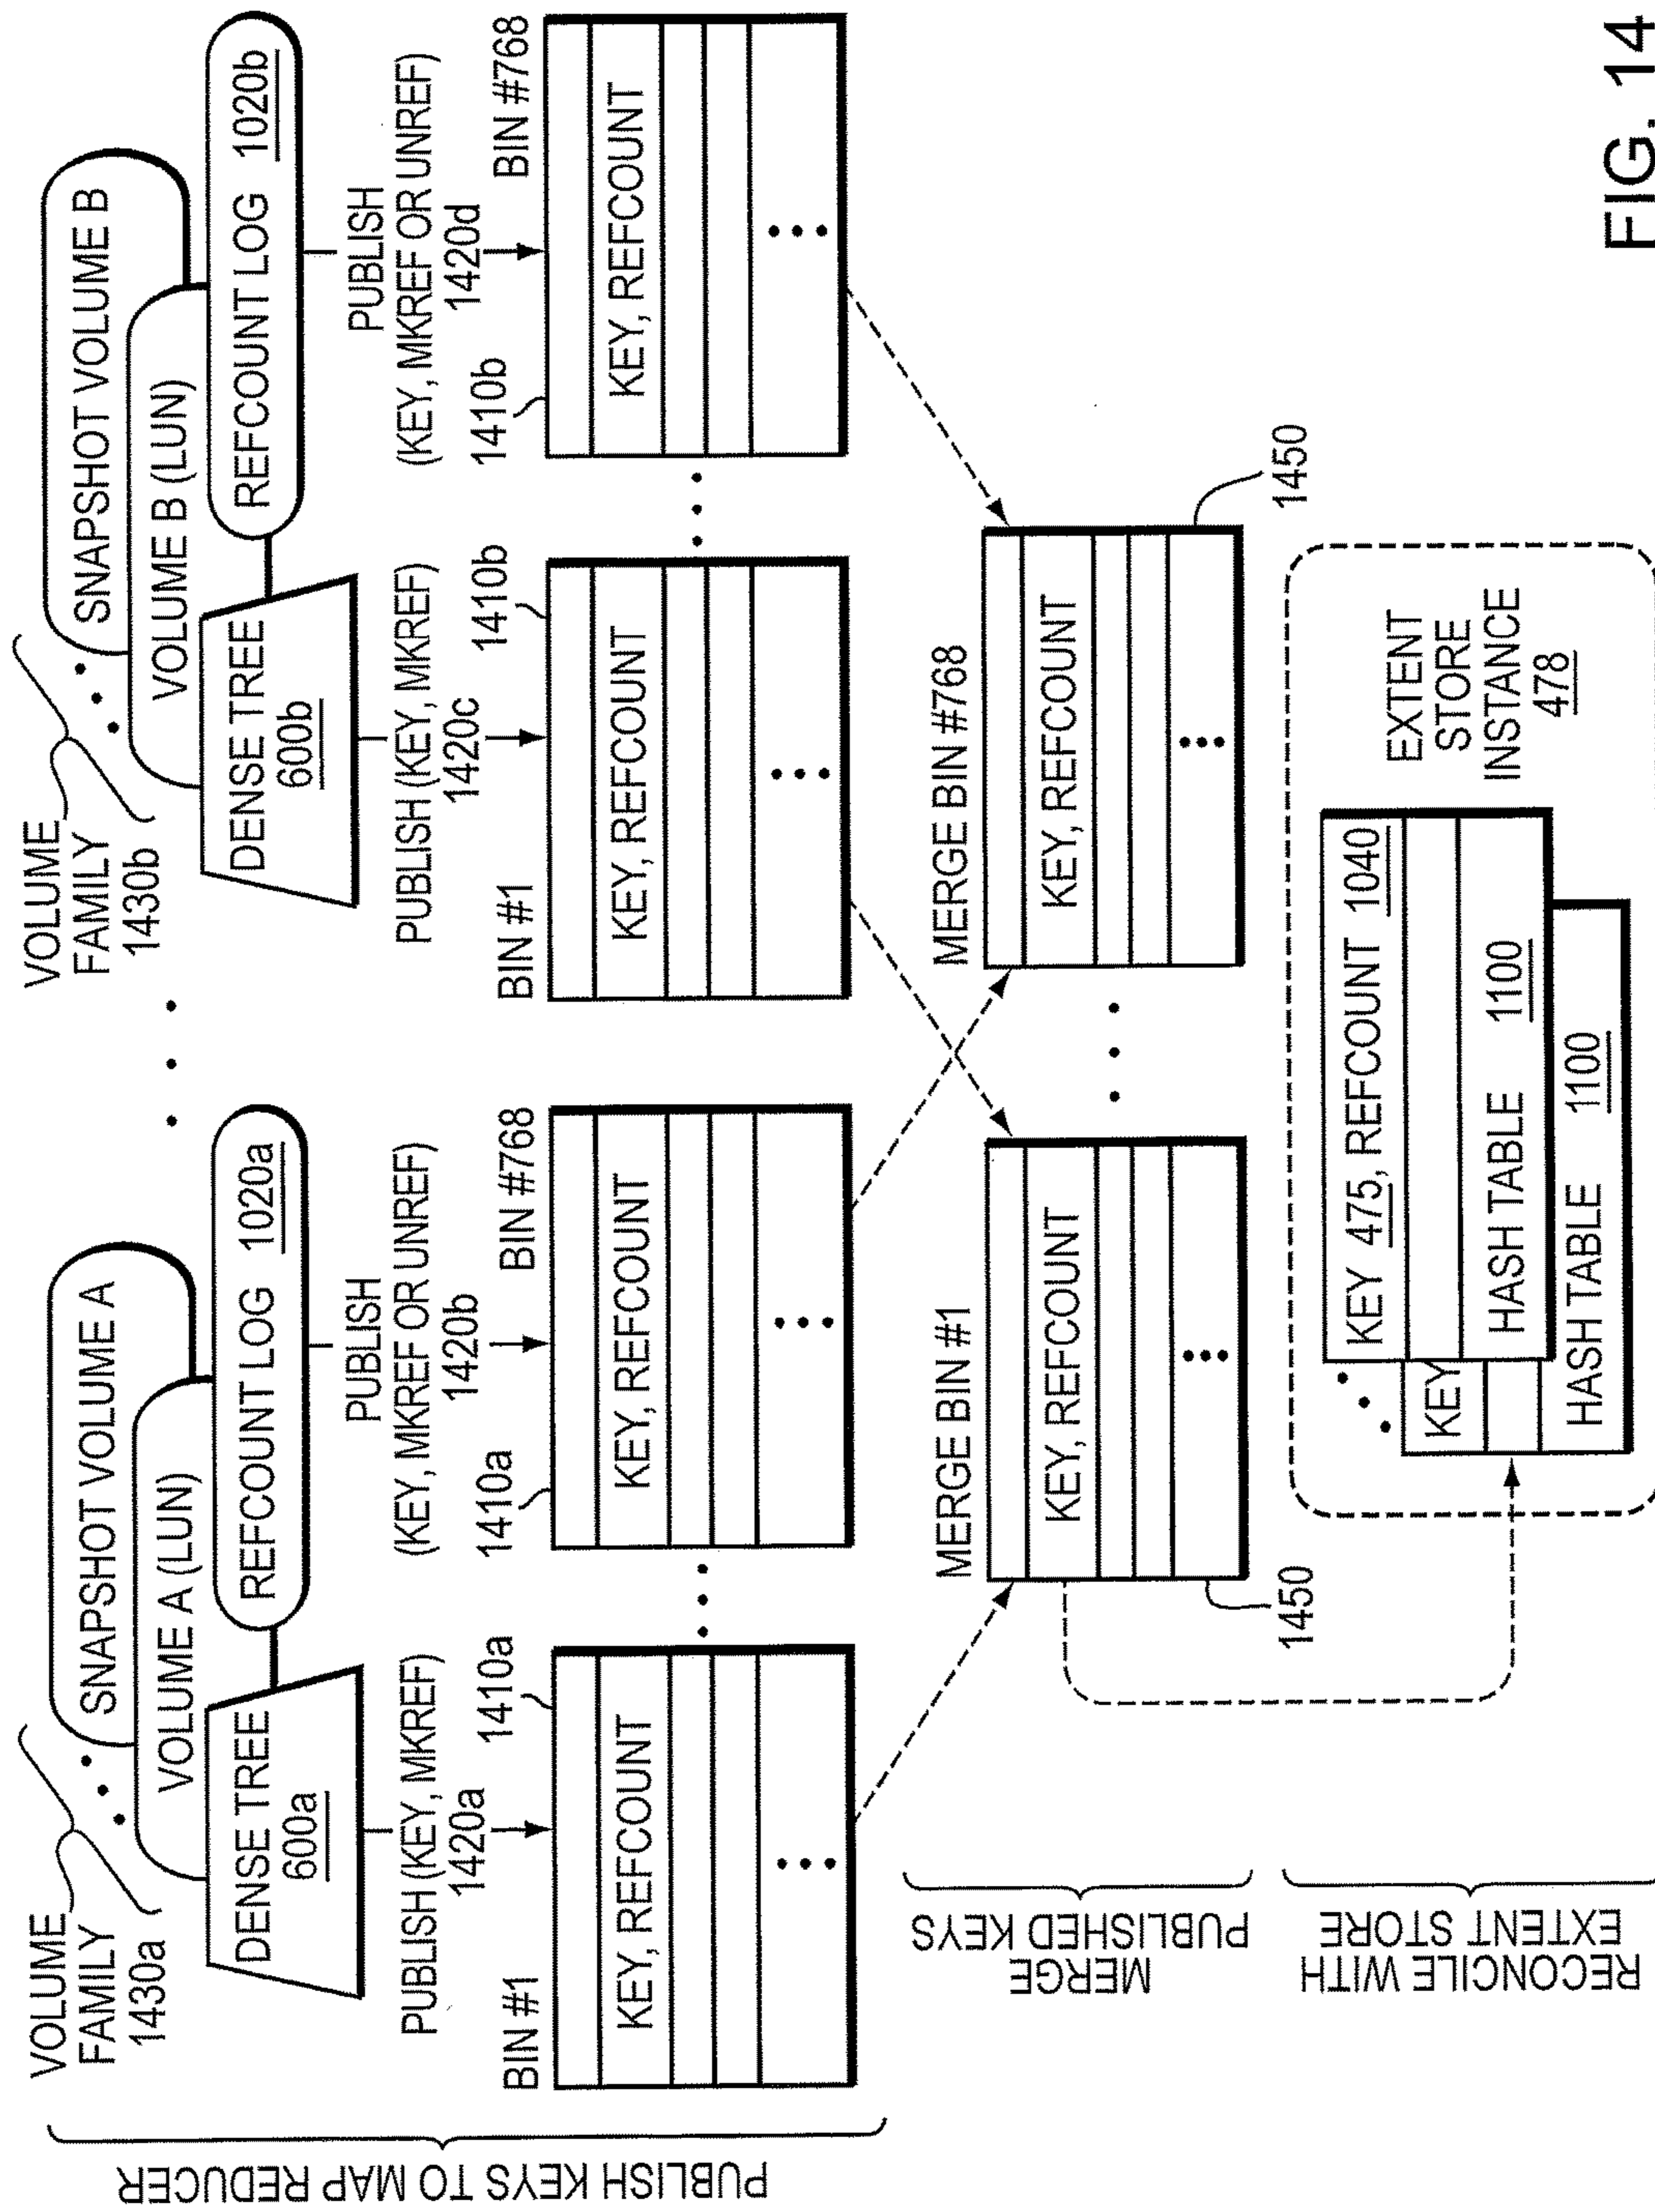 PUBLISH KEYS TO MAP REDUCER
VOLUME
FAMILY
1430a
SNAPSHOT VOLUME A
VOLUME A (LUN)
DENSE TREE
600a
REFCOUNT LOG 1020a
VOLUME
FAMILY
1430b
SNAPSHOT VOLUME B
VOLUME B (LUN)
DENSE TREE
600b
REFCOUNT LOG 1020b
PUBLISH (KEY, MKREF)
1420a
PUBLISH
(KEY, MKREF OR UNREF)
1420b
PUBLISH (KEY, MKREF)
1420c
PUBLISH
(KEY, MKREF OR UNREF)
1420d
BIN #1
1410a
KEY, REFCOUNT
1410a
BIN #768
KEY, REFCOUNT
BIN #1
1410b
KEY, REFCOUNT
1410b
BIN #768
KEY, REFCOUNT
MERGE
PUBLISHED KEYS
MERGE BIN #1
KEY, REFCOUNT
1450
MERGE BIN #768
KEY, REFCOUNT
1450
RECONCILE WITH
EXTENT STORE
KEY 475, REFCOUNT 1040
KEY
HASH TABLE 1100
HASH TABLE 1100
EXTENT
STORE
INSTANCE
478
FIG. 14